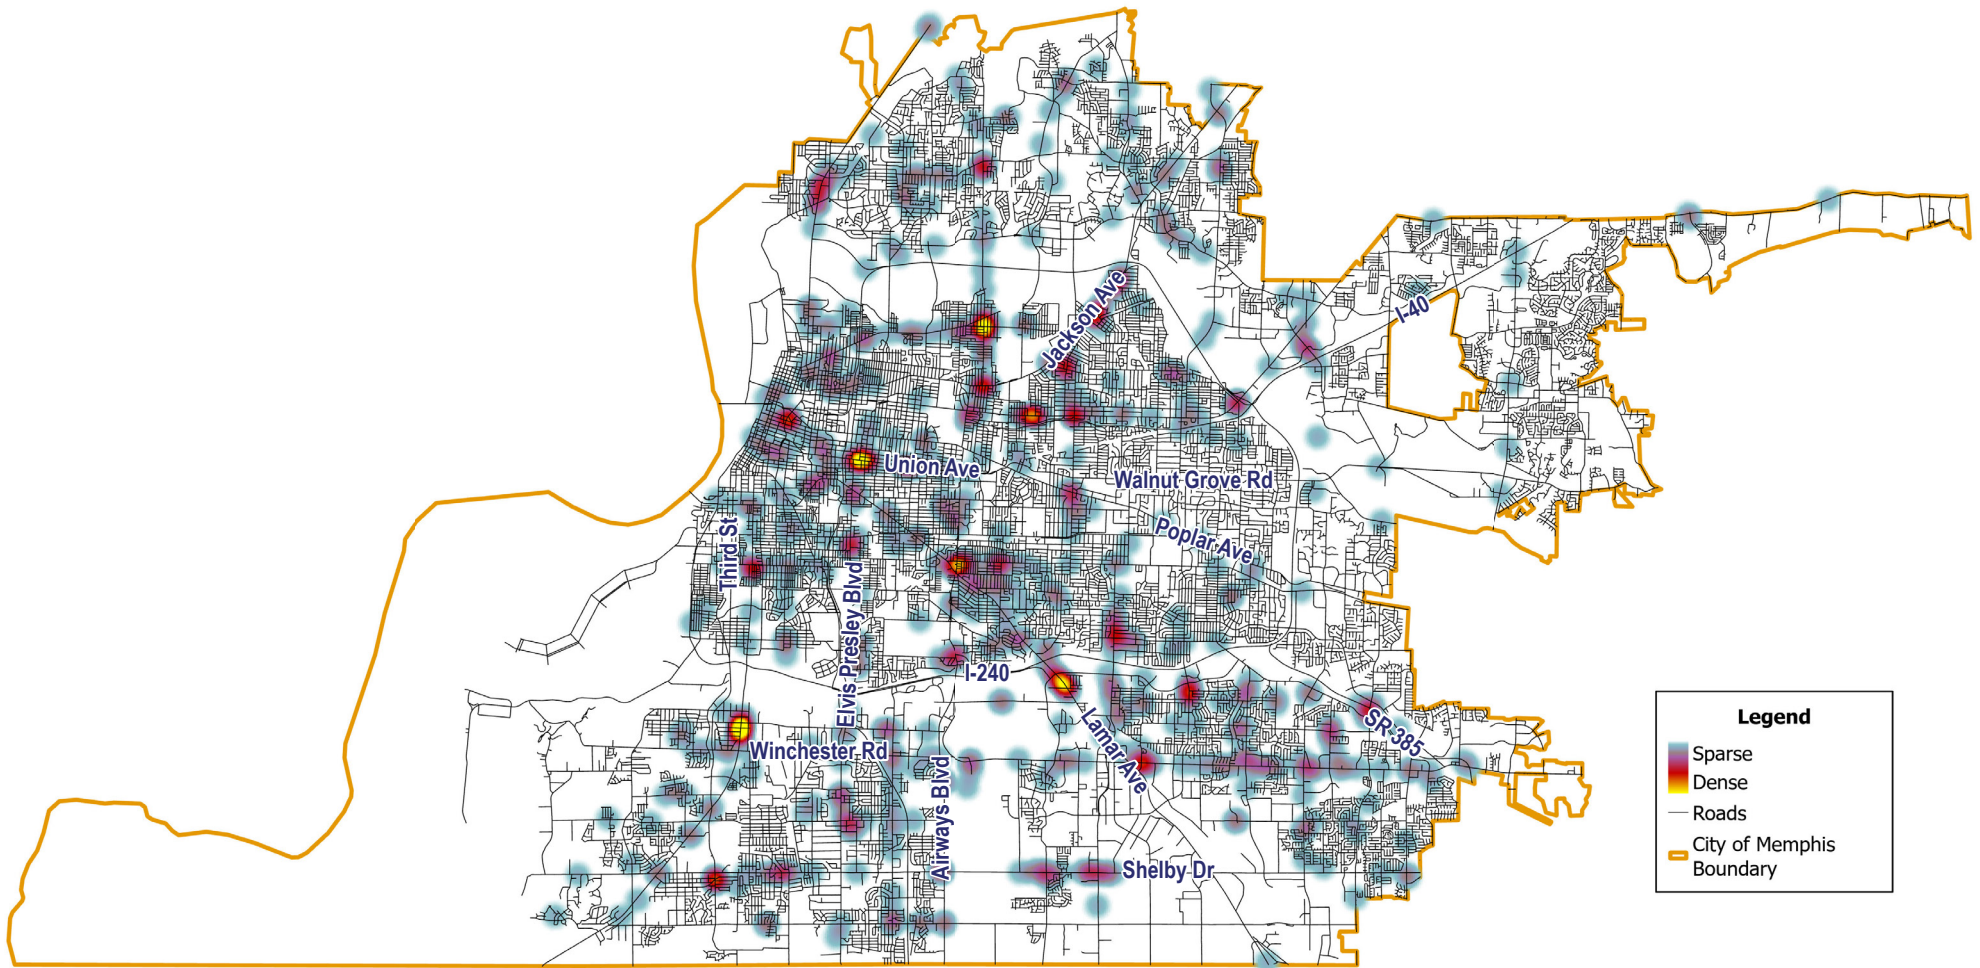 I-40
Jackson Ave
Union Ave
Walnut Grove Rd
Poplar Ave
Third St
Elvis Presley Blvd
I-240
Lamar Ave
SR 385
Winchester Rd
Airways Blvd
Shelby Dr
Legend
Sparse
Dense
Roads
City of Memphis
Boundary